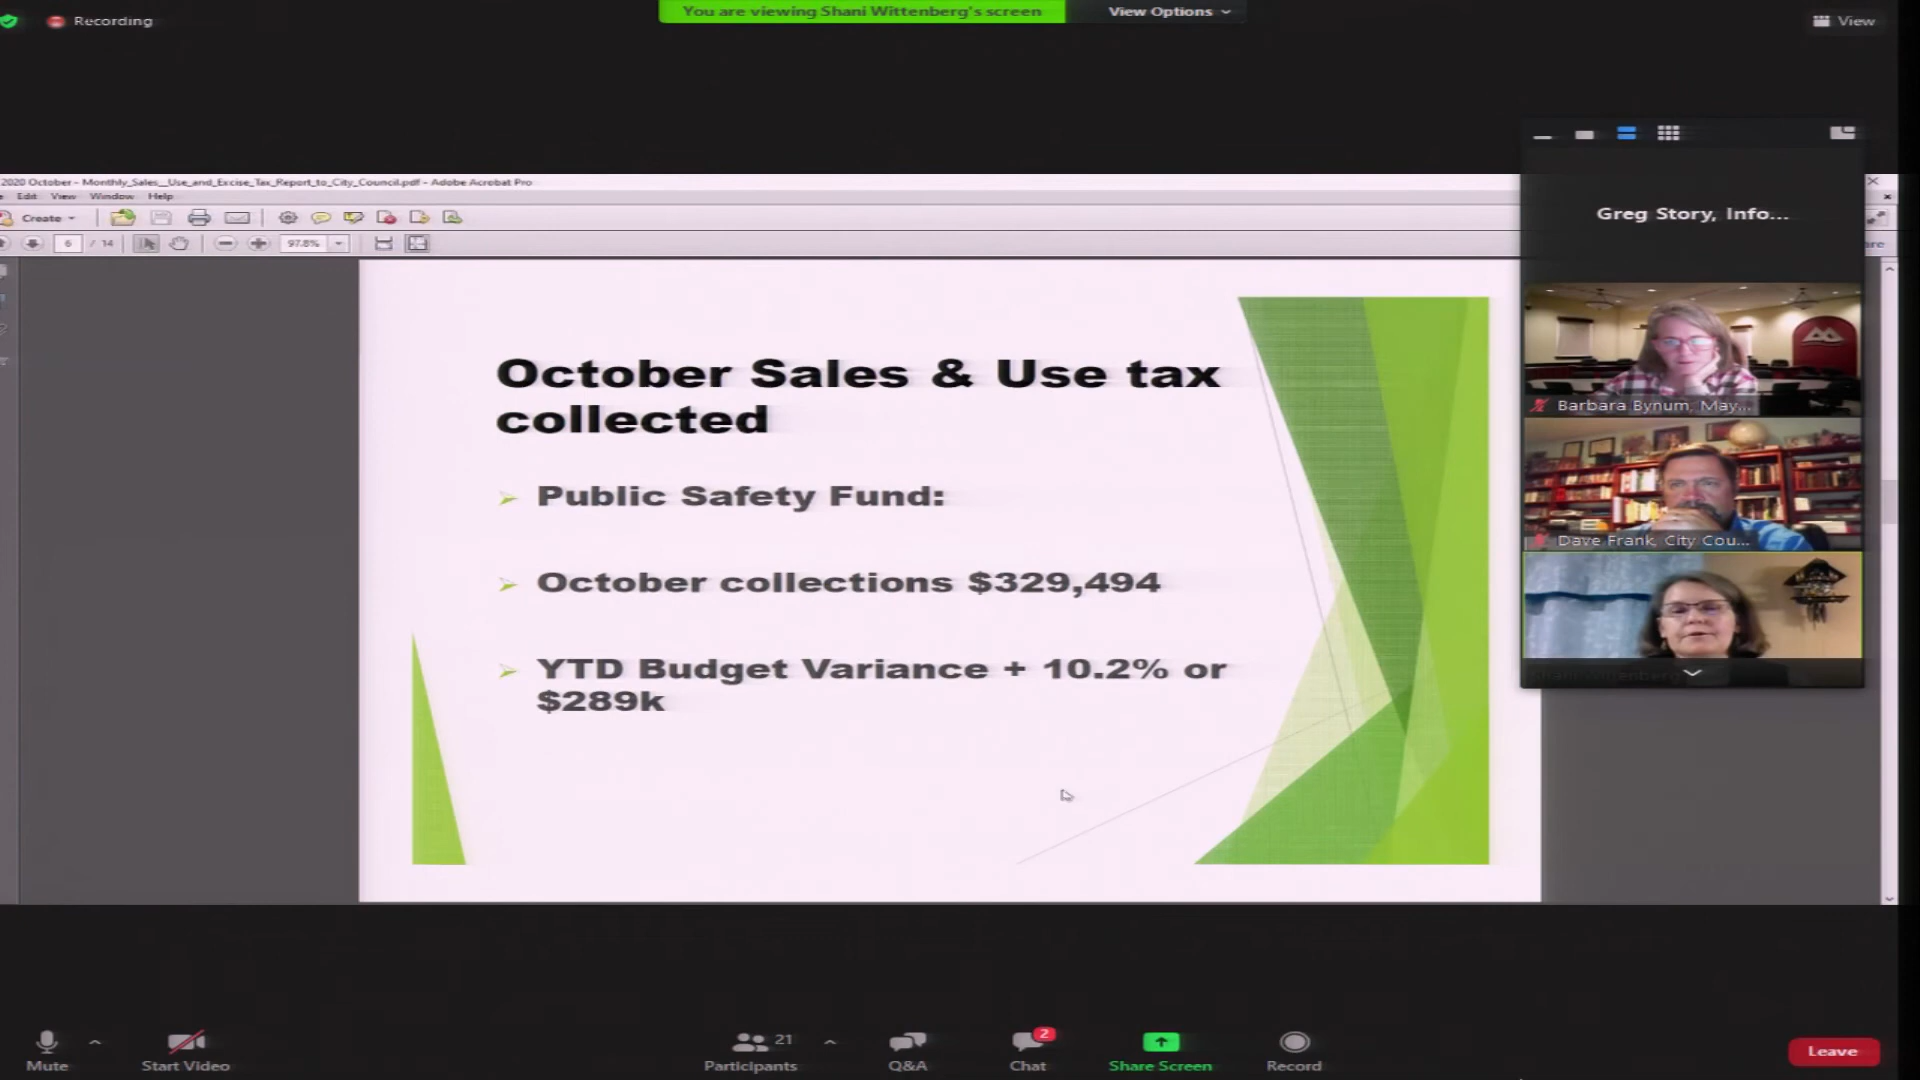 Recording
You are viewing Shani Wittenberg's screen
View Options
View
2020 October - Monthly_Sales__Use_and_Excise_Tax_Report_to_City_Council.pdf - Adobe Acrobat Pro
Edit View Window Help
Create
6 / 14
97.8%
Greg Story, Info...
Barbara Bynum, May...
Dave Frank, City Cou...
October Sales & Use tax
collected
Public Safety Fund:
October collections $329,494
YTD Budget Variance + 10.2% or
$289k
Mute
Start Video
Participants
21
Q&A
Chat
2
Share Screen
Record
Leave